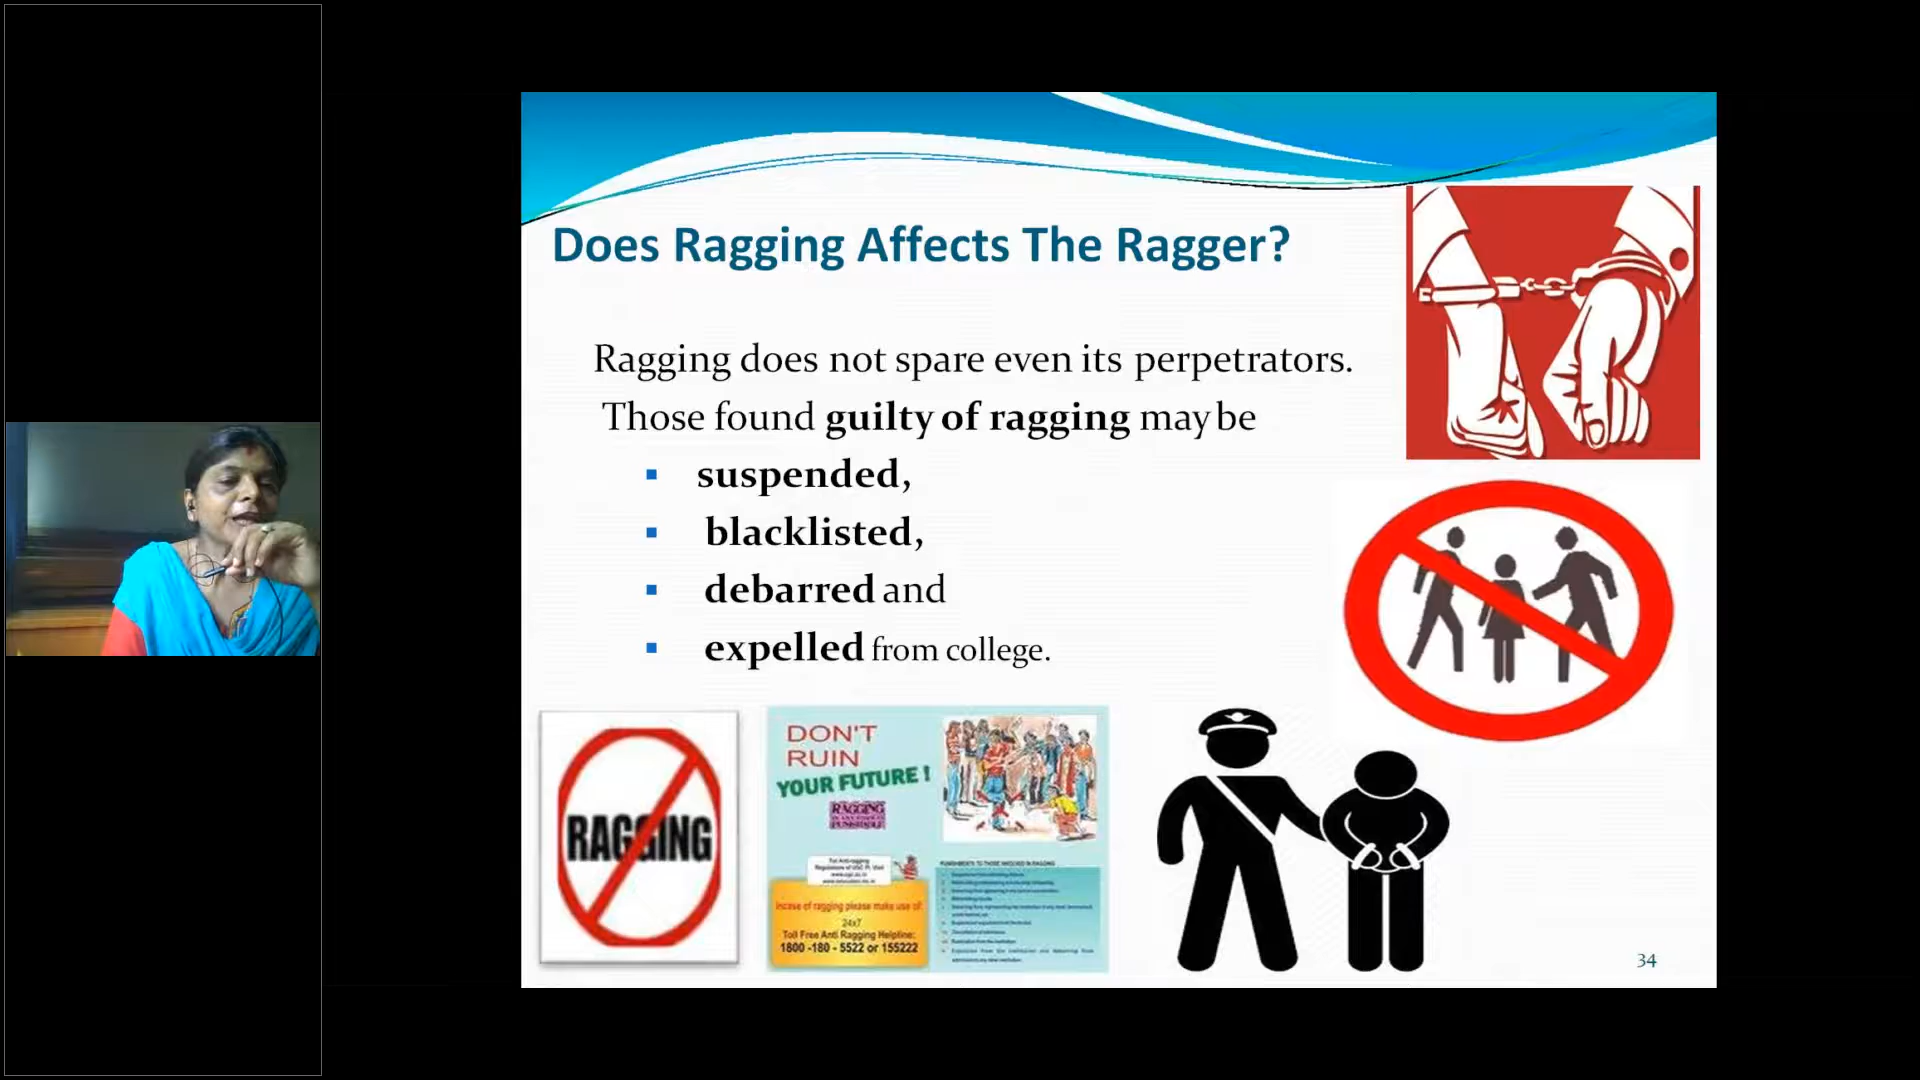 Does Ragging Affects The Ragger?
Ragging does not spare even its perpetrators.
Those found guilty of ragging may be
▪ suspended,
▪ blacklisted,
▪ debarred and
▪ expelled from college.
RAGGING
DON'T
RUIN
YOUR FUTURE !
RAGGING
PUNISHABLE
For Anti-ragging
Regulations of UGC Pl. Visit
www.ugc.ac.in
www.education.nic.in
Incase of ragging please make use of:
24x7
Toll Free Anti Ragging Helpline:
1800 -180 - 5522 or 155222
PUNISHMENTS TO THOSE INVOLVED IN RAGGING
34